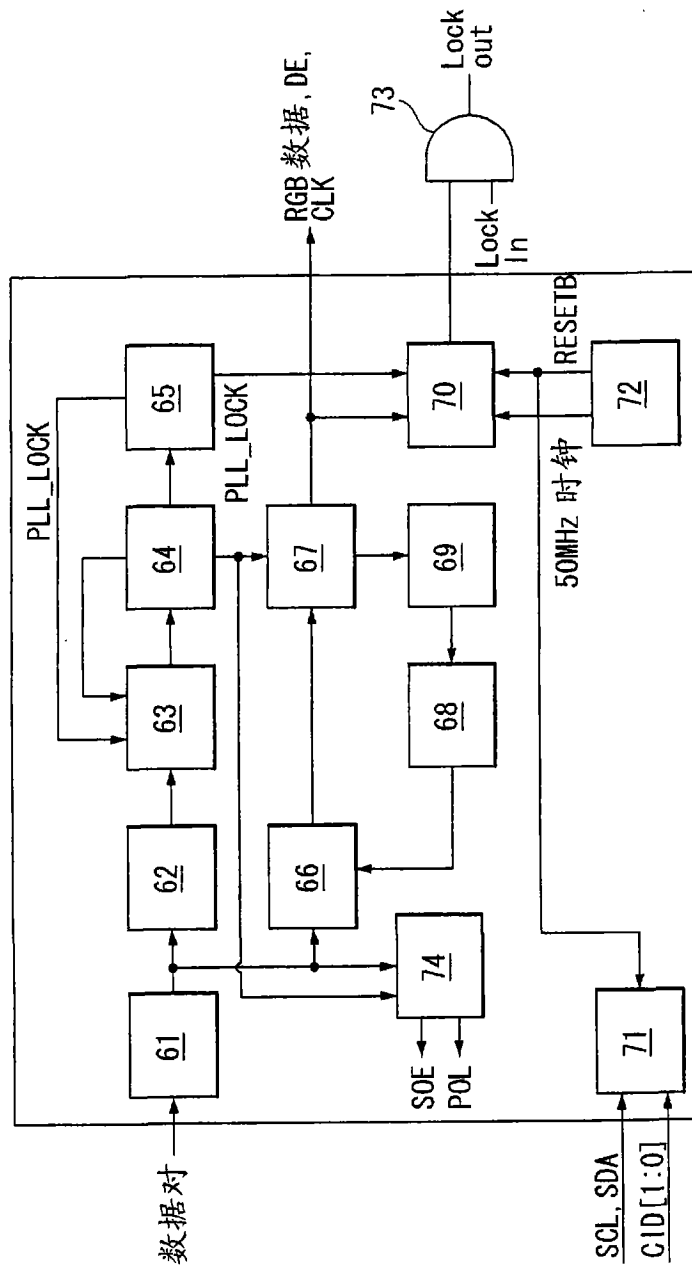 数据对
61
62
63
64
65
PLL_LOCK
PLL_LOCK
66
67
68
69
70
71
72
73
74
SOE
POL
RGB 数据, DE,
CLK
Lock
In
Lock
out
RESETB
50MHz 时钟
SCL, SDA
CID[1:0]